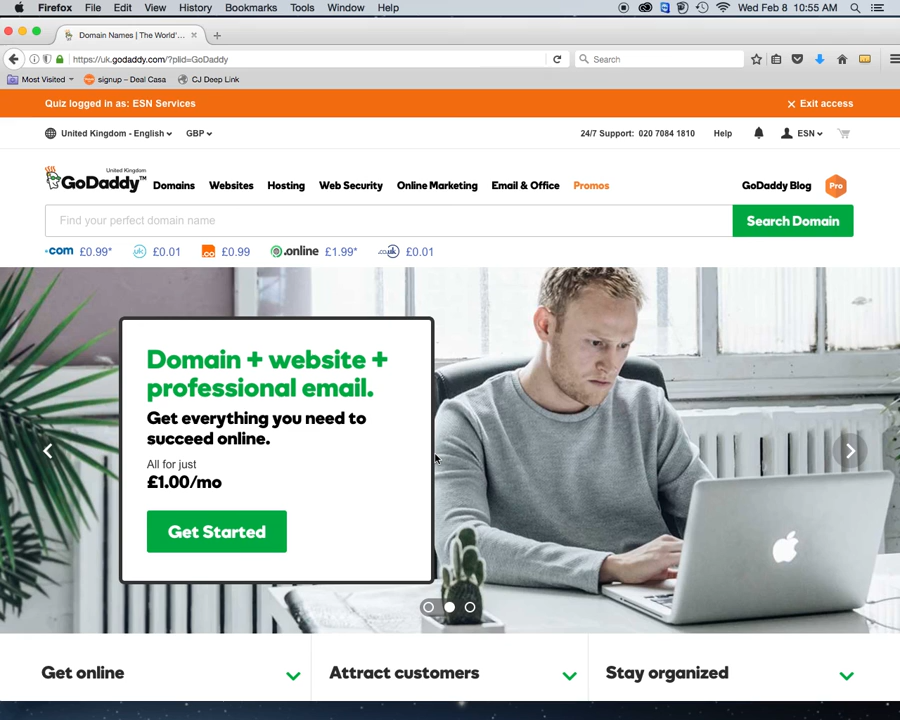 Firefox File Edit View History Bookmarks Tools Window Help Wed Feb 8 10:55 AM
Domain Names | The World'...
https://uk.godaddy.com/?plid=GoDaddy
Search
Most Visited signup – Deal Casa CJ Deep Link
Quiz logged in as: ESN Services Exit access
United Kingdom - English GBP 24/7 Support: 020 7084 1810 Help ESN
United Kingdom
GoDaddy™ Domains Websites Hosting Web Security Online Marketing Email & Office Promos GoDaddy Blog Pro
Find your perfect domain name Search Domain
.com £0.99* uk £0.01 £0.99 .online £1.99* £0.01
Domain + website +
professional email.
Get everything you need to
succeed online.
All for just
£1.00/mo
Get Started
Get online Attract customers Stay organized